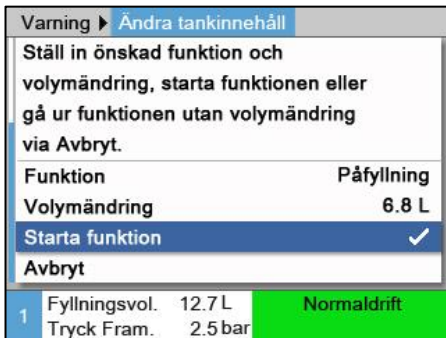 Varning ▶ Ändra tankinnehåll
Ställ in önskad funktion och
volymändring, starta funktionen eller
gå ur funktionen utan volymändring
via Avbryt.
Funktion Påfyllning
Volymändring 6.8 L
Starta funktion ✓
Avbryt
1 Fyllningsvol. 12.7 L Normaldrift
Tryck Fram. 2.5 bar